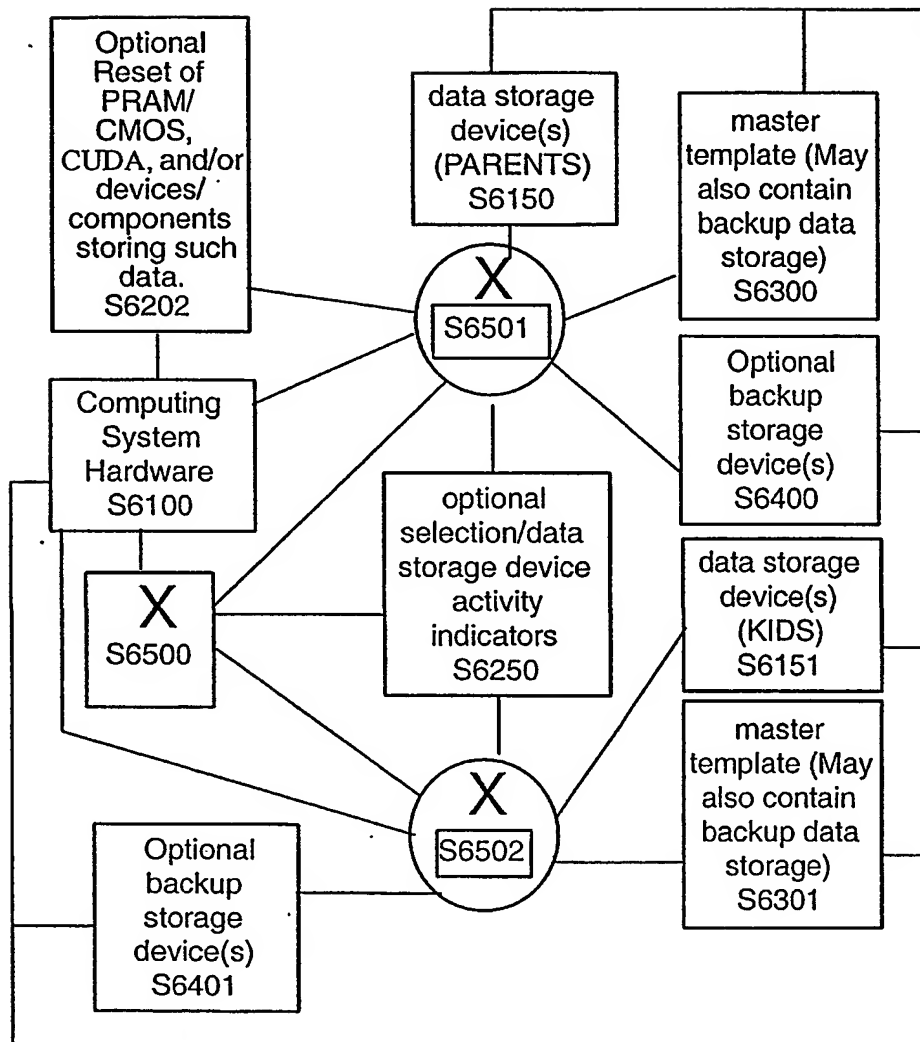 Optional
Reset of
PRAM/
CMOS,
CUDA, and/or
devices/
components
storing such
data.
S6202
data storage
device(s)
(PARENTS)
S6150
master
template (May
also contain
backup data
storage)
S6300
X
S6501
Computing
System
Hardware
S6100
Optional
backup
storage
device(s)
S6400
optional
selection/data
storage device
activity
indicators
S6250
X
S6500
data storage
device(s)
(KIDS)
S6151
master
template (May
also contain
backup data
storage)
S6301
X
S6502
Optional
backup
storage
device(s)
S6401